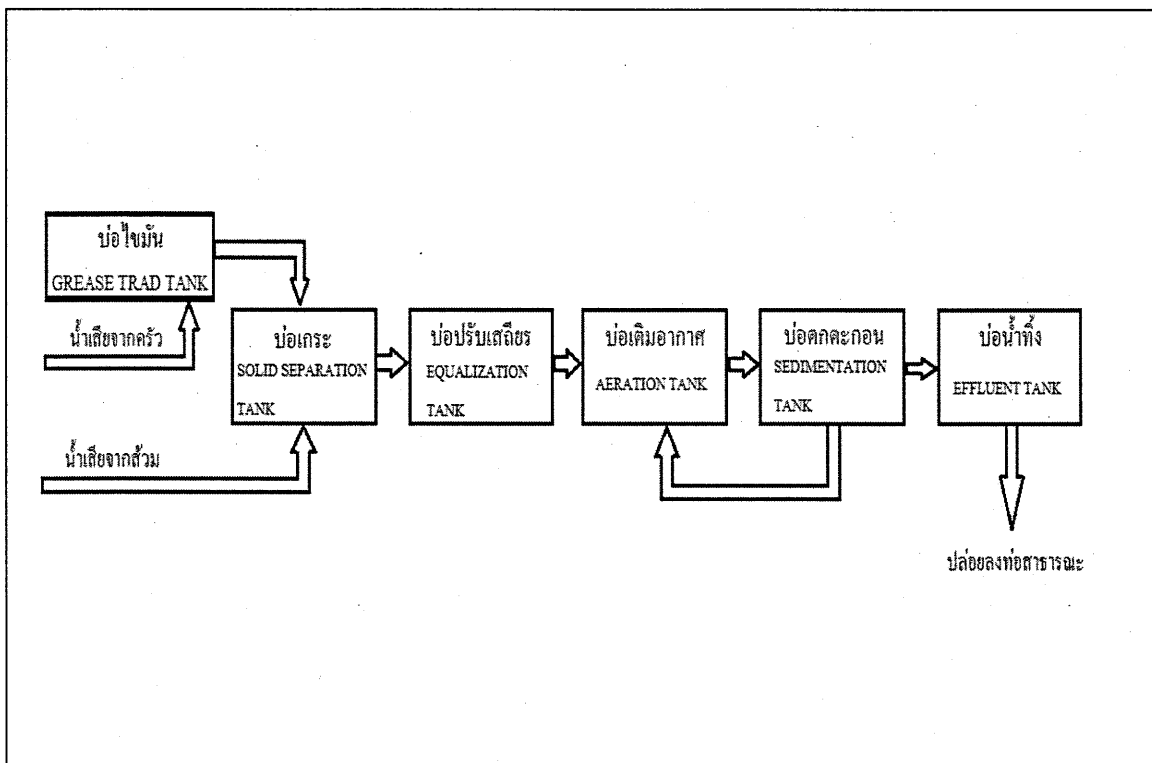 บ่อไขมัน
GREASE TRAD TANK
น้ำเสียจากครัว
บ่อเกระ
SOLID SEPARATION
TANK
บ่อปรับเสถียร
EQUALIZATION
TANK
บ่อเติมอากาศ
AERATION TANK
บ่อตกตะกอน
SEDIMENTATION
TANK
บ่อน้ำทิ้ง
EFFLUENT TANK
น้ำเสียจากส้วม
ปล่อยลงท่อสาธารณะ